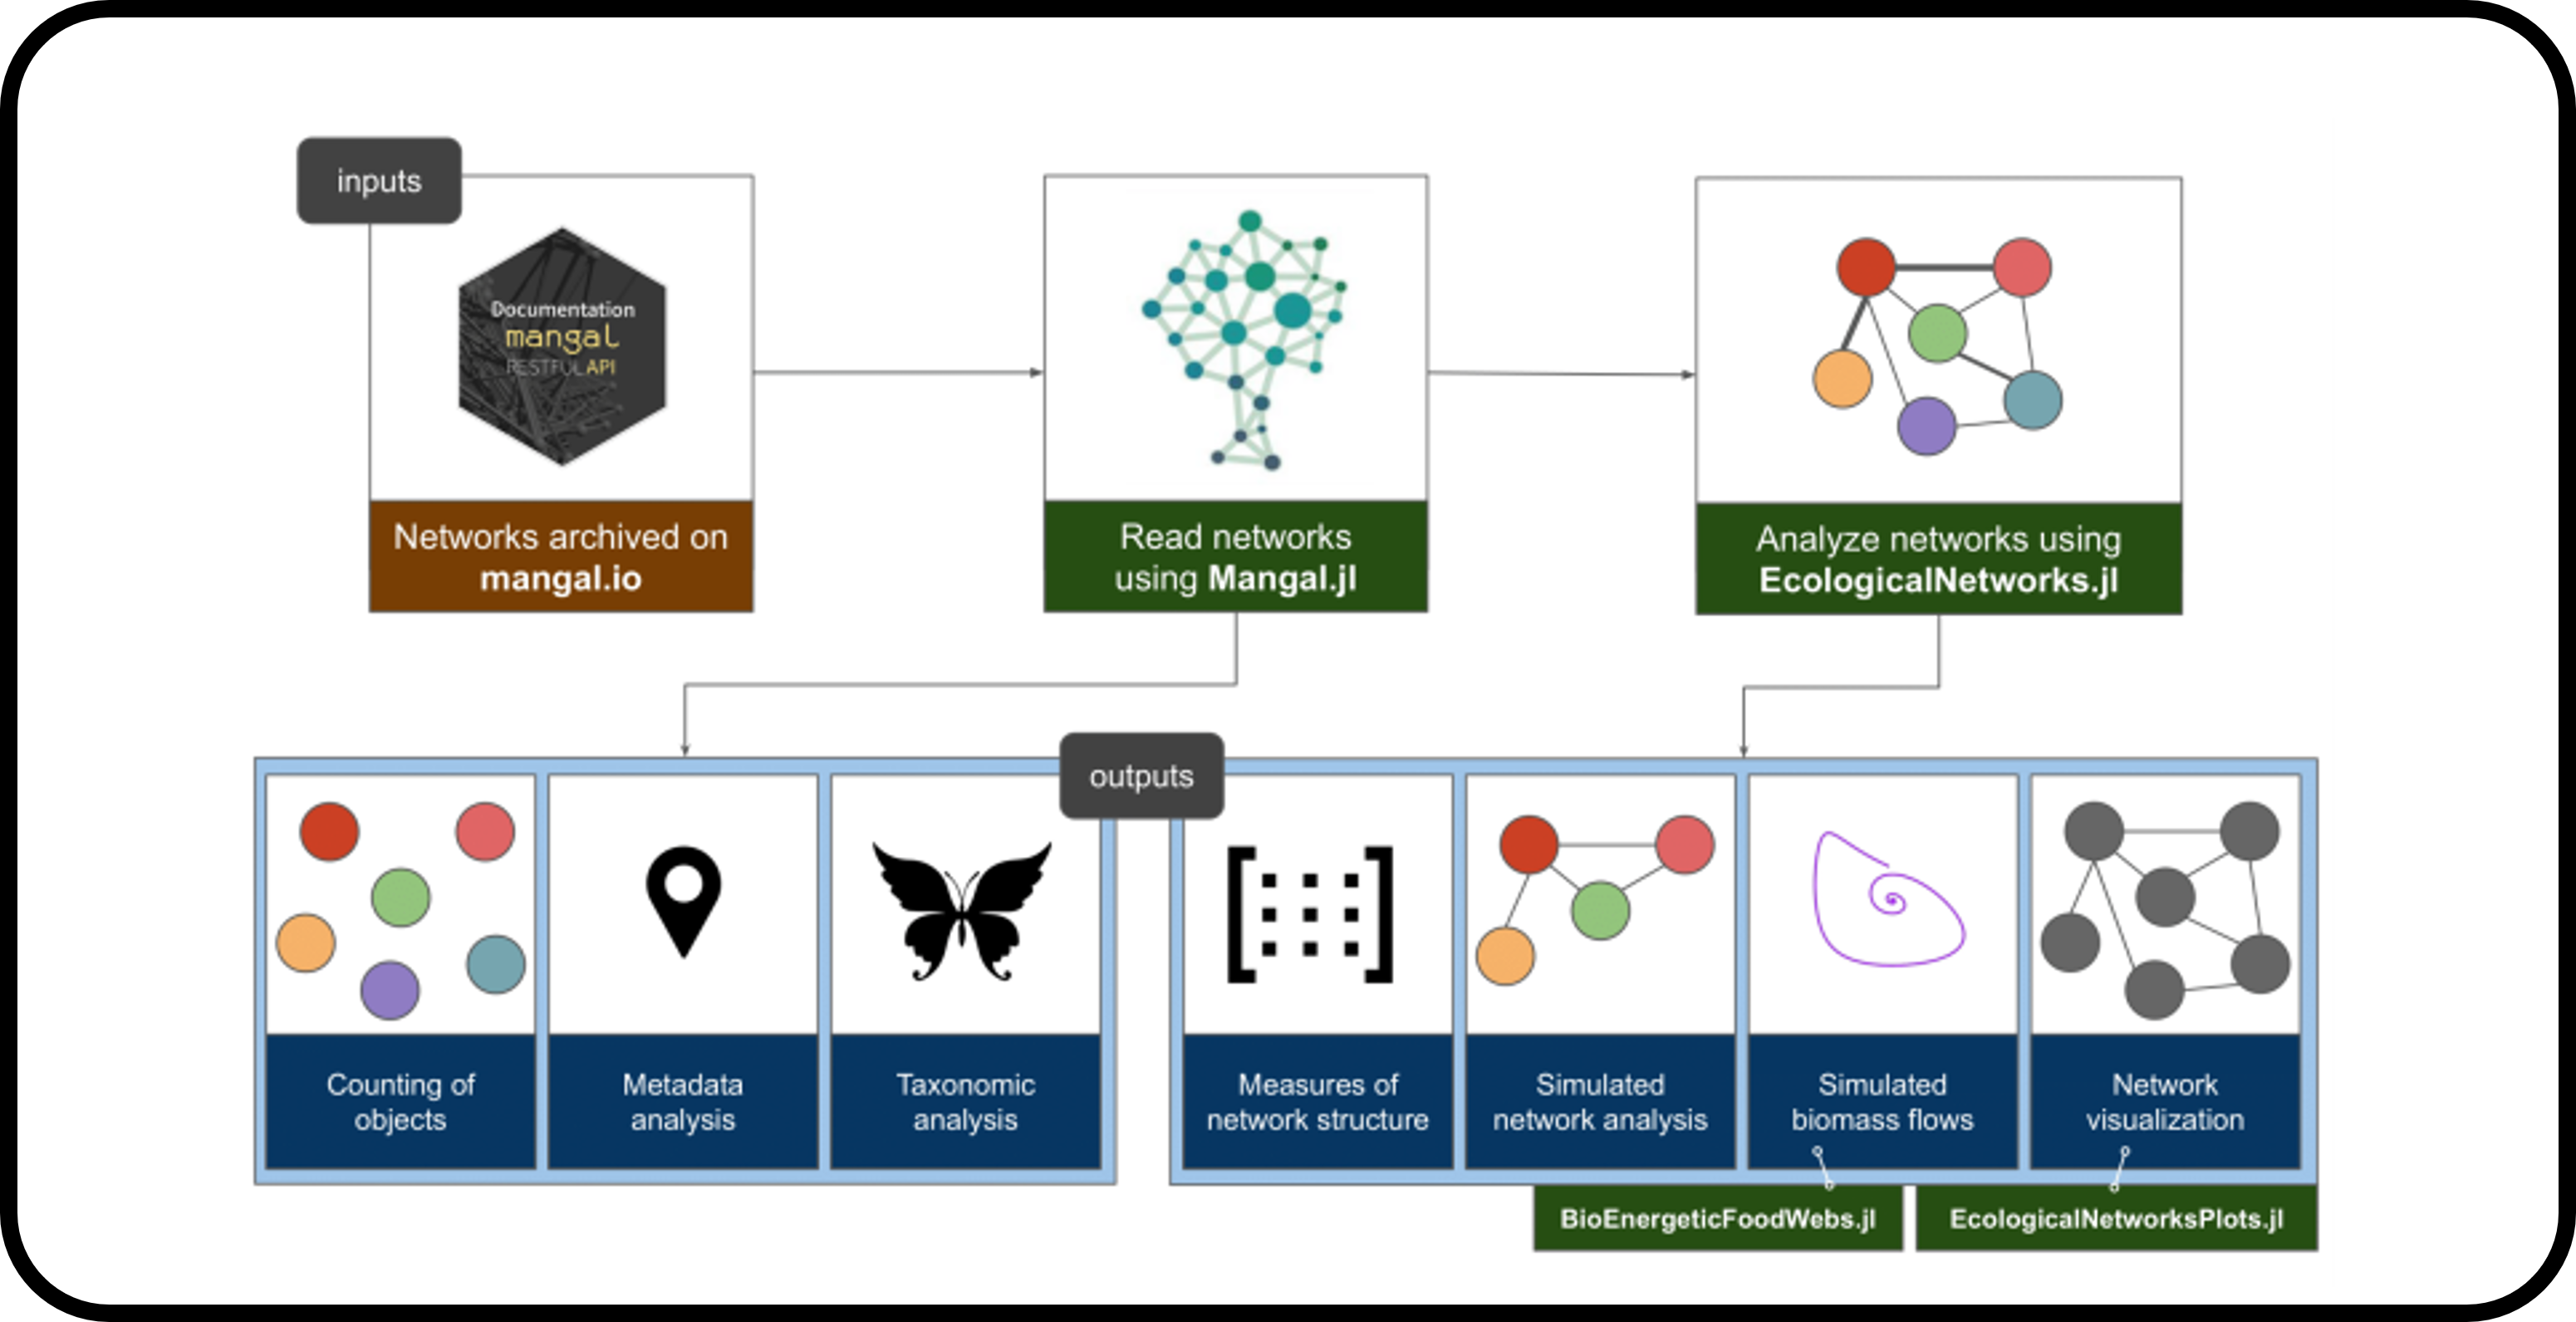 inputs
Documentation
mangal
RESTFUL API
Networks archived on
mangal.io
Read networks
using Mangal.jl
Analyze networks using
EcologicalNetworks.jl
outputs
Counting of
objects
Metadata
analysis
Taxonomic
analysis
Measures of
network structure
Simulated
network analysis
Simulated
biomass flows
Network
visualization
BioEnergeticFoodWebs.jl
EcologicalNetworksPlots.jl